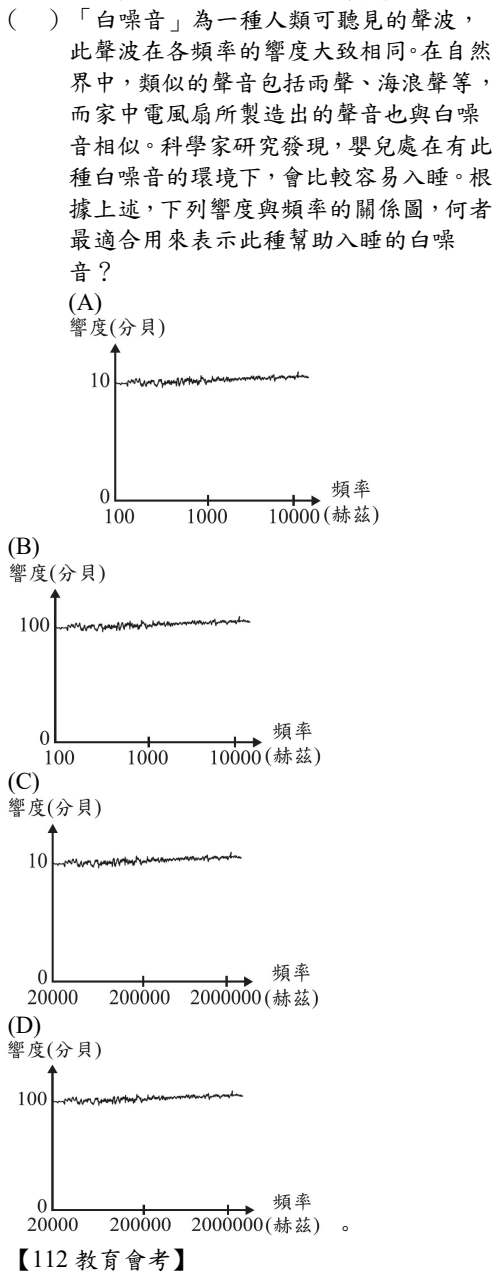 (　) 「白噪音」為一種人類可聽見的聲波，
此聲波在各頻率的響度大致相同。在自然
界中，類似的聲音包括雨聲、海浪聲等，
而家中電風扇所製造出的聲音也與白噪
音相似。科學家研究發現，嬰兒處在有此
種白噪音的環境下，會比較容易入睡。根
據上述，下列響度與頻率的關係圖，何者
最適合用來表示此種幫助入睡的白噪
音？
(A)
響度(分貝)
10
0
100 1000 10000
頻率
(赫茲)
(B)
響度(分貝)
100
0
100 1000 10000
頻率
(赫茲)
(C)
響度(分貝)
10
0
20000 200000 2000000
頻率
(赫茲)
(D)
響度(分貝)
100
0
20000 200000 2000000
頻率
(赫茲) 。
【112 教育會考】